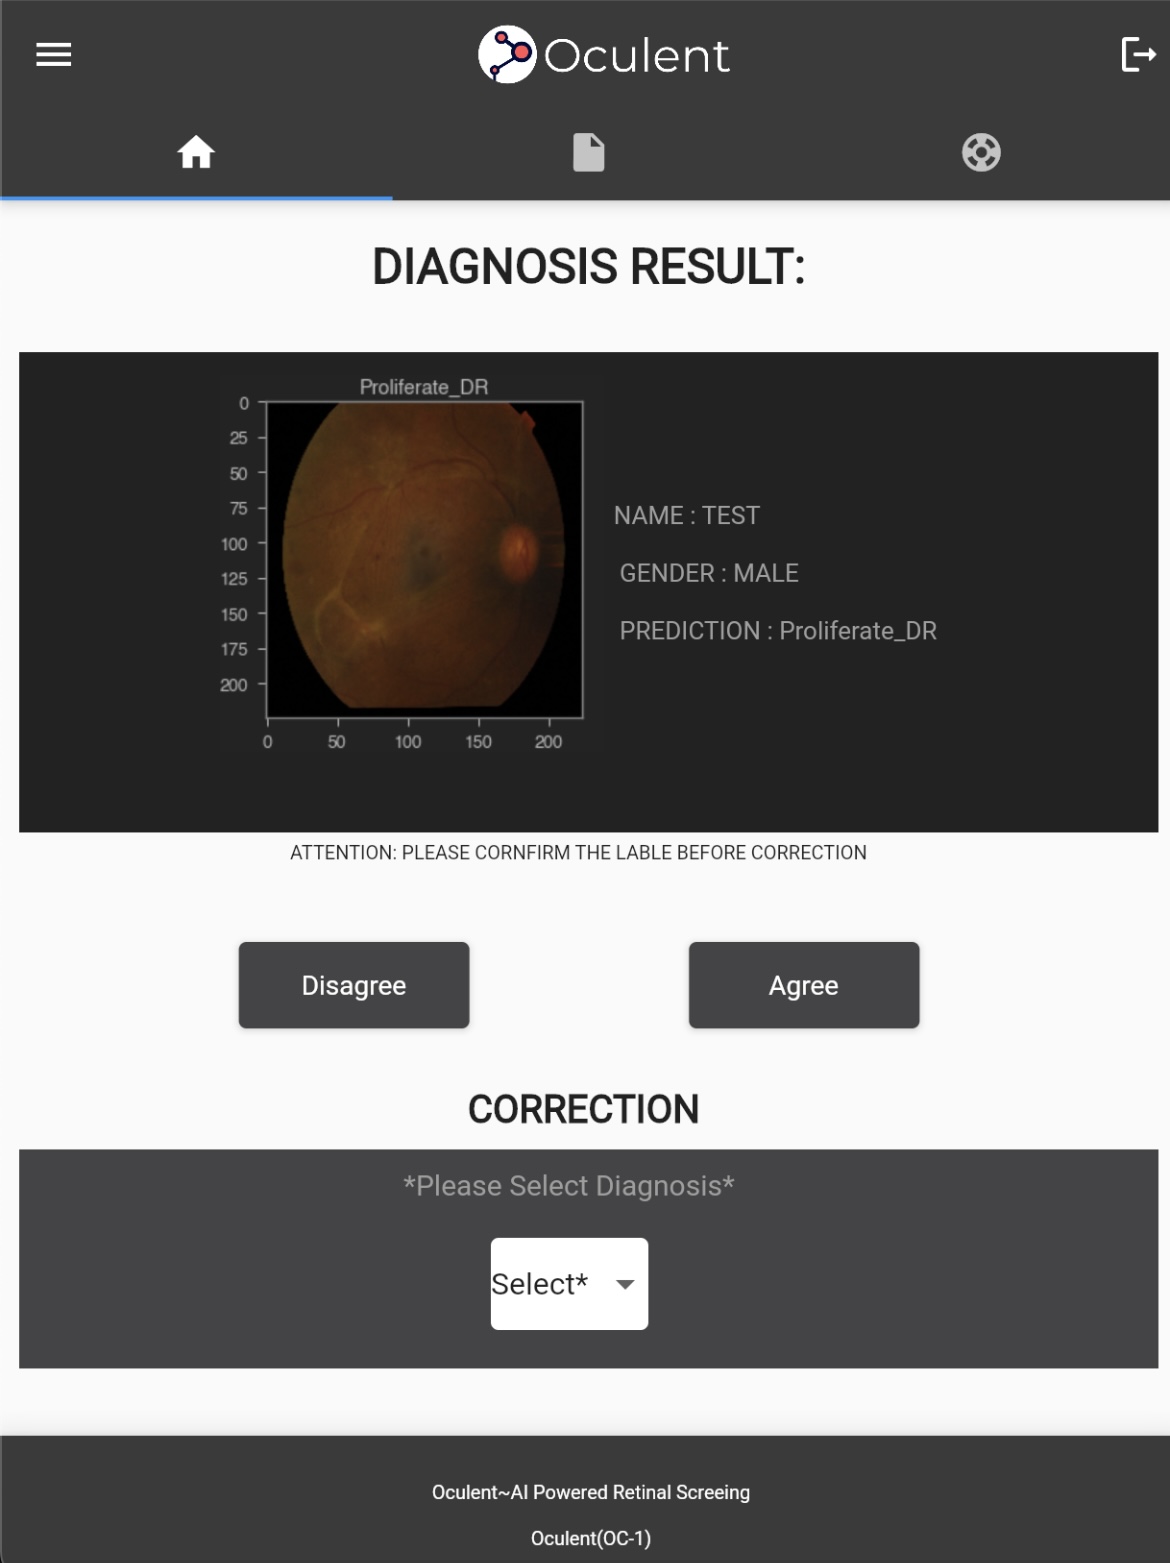 Oculent
DIAGNOSIS RESULT:
Proliferate_DR
0
25
50
75
100
125
150
175
200
0 50 100 150 200
NAME : TEST
GENDER : MALE
PREDICTION : Proliferate_DR
ATTENTION: PLEASE CORNFIRM THE LABLE BEFORE CORRECTION
Disagree Agree
CORRECTION
*Please Select Diagnosis*
Select*
Oculent~AI Powered Retinal Screeing
Oculent(OC-1)